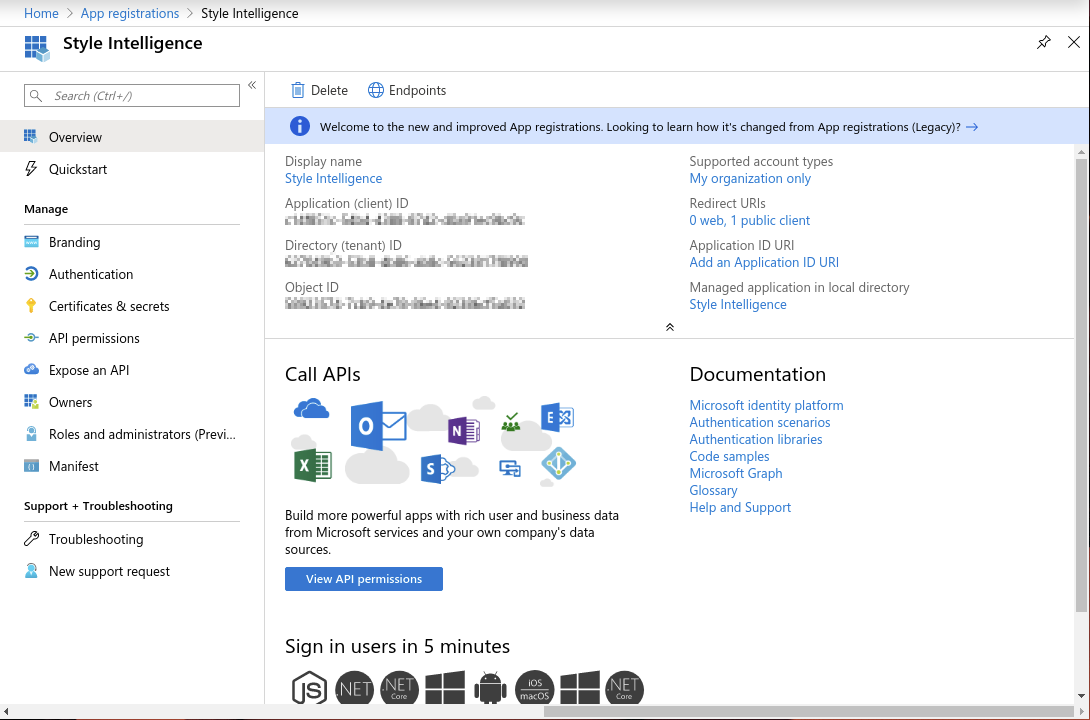 Home > App registrations > Style Intelligence
Style Intelligence
Search (Ctrl+/)
«
Overview
Quickstart
Manage
Branding
Authentication
Certificates & secrets
API permissions
Expose an API
Owners
Roles and administrators (Previ...
Manifest
Support + Troubleshooting
Troubleshooting
New support request
Delete
Endpoints
Welcome to the new and improved App registrations. Looking to learn how it's changed from App registrations (Legacy)? →
Display name
Style Intelligence
Application (client) ID
Directory (tenant) ID
Object ID
Supported account types
My organization only
Redirect URIs
0 web, 1 public client
Application ID URI
Add an Application ID URI
Managed application in local directory
Style Intelligence
Call APIs
O
N
E
X
S
Build more powerful apps with rich user and business data
from Microsoft services and your own company's data
sources.
View API permissions
Documentation
Microsoft identity platform
Authentication scenarios
Authentication libraries
Code samples
Microsoft Graph
Glossary
Help and Support
Sign in users in 5 minutes
JS
.NET
.NET
Core
iOS
macOS
.NET
Core